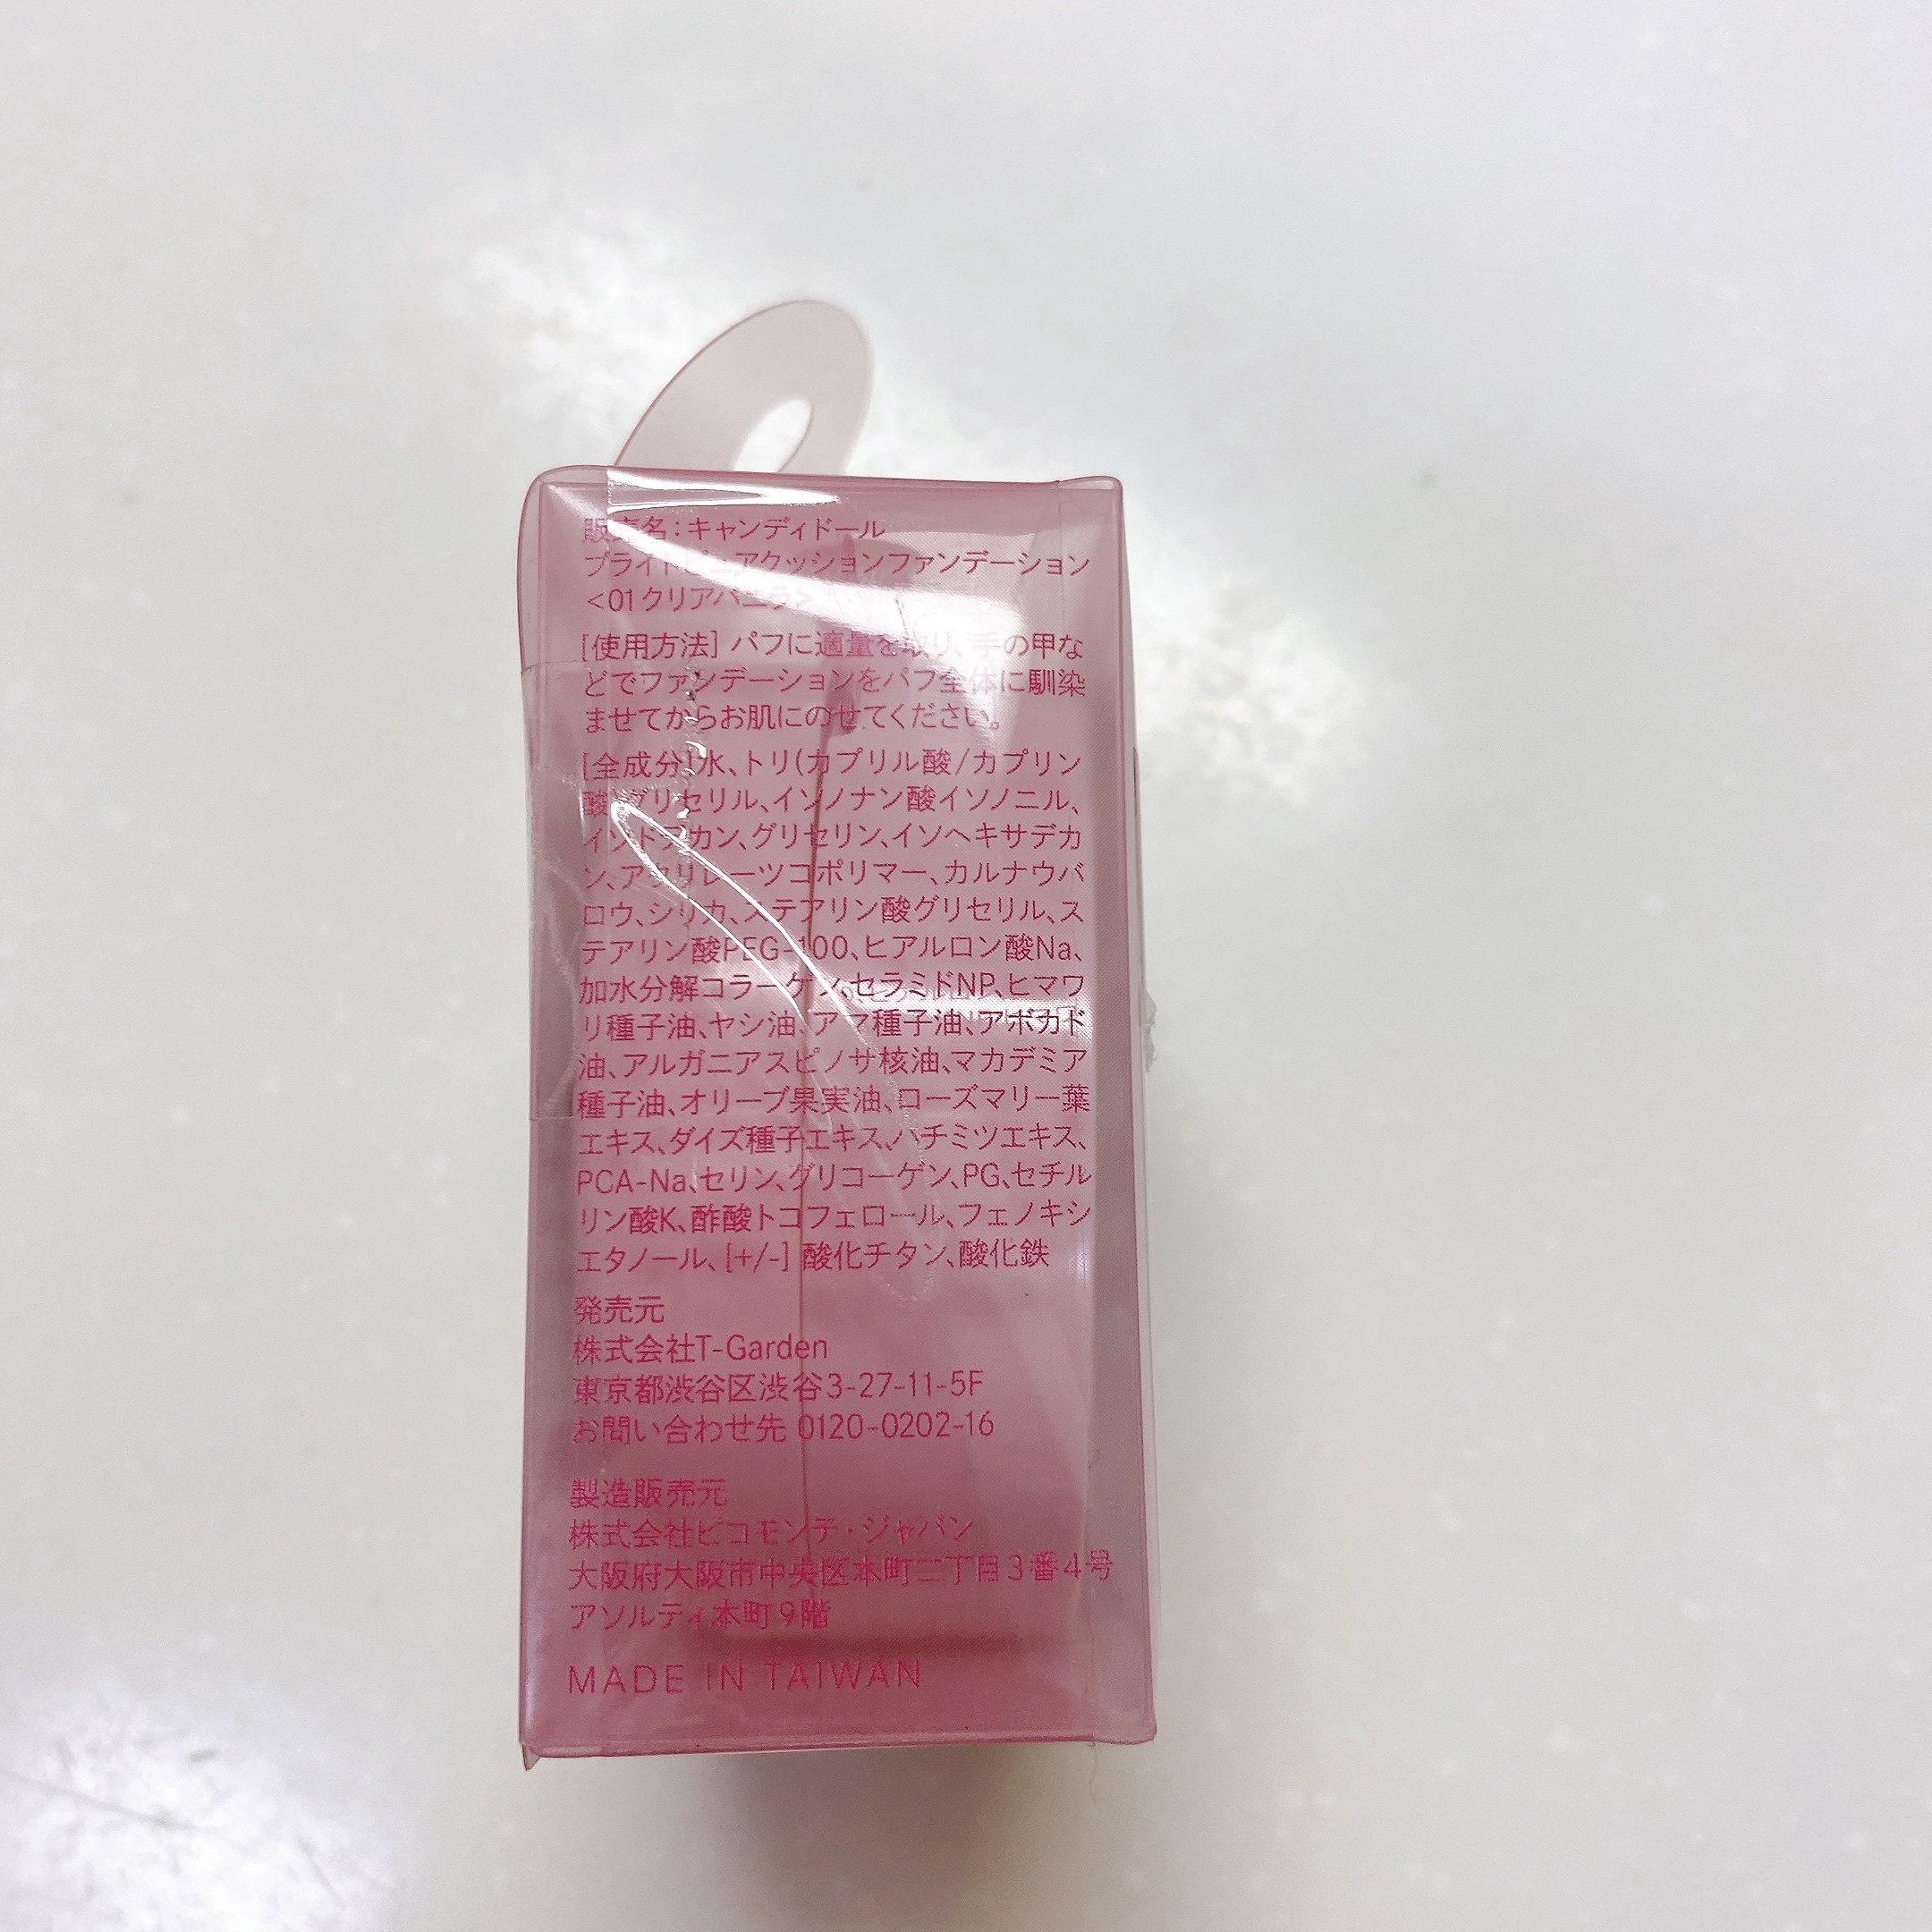 販売名：キャンディドール
ブライトピュアクッションファンデーション
<01クリアバニラ>
[使用方法] パフに適量を取り、手の甲な
どでファンデーションをパフ全体に馴染
ませてからお肌にのせてください。
[全成分]水、トリ(カプリル酸/カプリン
酸)グリセリル、イソノナン酸イソノニル、
イソドデカン、グリセリン、イソヘキサデカ
ン、アクリレーツコポリマー、カルナウバ
ロウ、シリカ、ステアリン酸グリセリル、ス
テアリン酸PEG-100、ヒアルロン酸Na、
加水分解コラーゲン、セラミドNP、ヒマワ
リ種子油、ヤシ油、アマ種子油、アボカド
油、アルガニアスピノサ核油、マカデミア
種子油、オリーブ果実油、ローズマリー葉
エキス、ダイズ種子エキス、ハチミツエキス、
PCA-Na、セリン、グリコーゲン、PG、セチル
リン酸K、酢酸トコフェロール、フェノキシ
エタノール、[+/-] 酸化チタン、酸化鉄
発売元
株式会社T-Garden
東京都渋谷区渋谷3-27-11-5F
お問い合わせ先 0120-0202-16
製造販売元
株式会社ピコモンテ・ジャパン
大阪府大阪市中央区本町二丁目3番4号
アソルティ本町9階
MADE IN TAIWAN